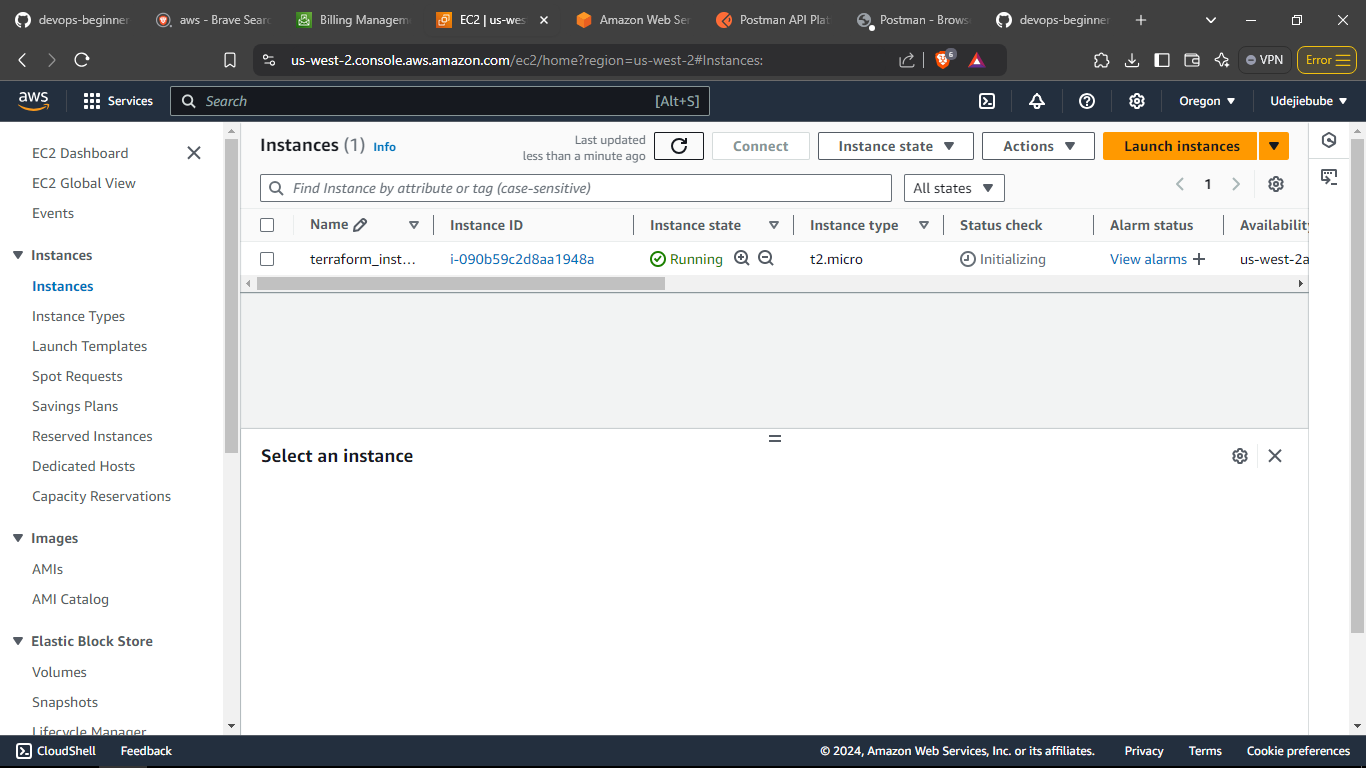 devops-beginner
aws - Brave Sear
Billing Managem
EC2 | us-wes
Amazon Web Se
Postman API Plat
Postman - Brows
devops-beginner
us-west-2.console.aws.amazon.com/ec2/home?region=us-west-2#Instances:
6
VPN
Error
aws
Services
Search
[Alt+S]
Oregon
Udejiebube
EC2 Dashboard
EC2 Global View
Events
Instances
Instances
Instance Types
Launch Templates
Spot Requests
Savings Plans
Reserved Instances
Dedicated Hosts
Capacity Reservations
Images
AMIs
AMI Catalog
Elastic Block Store
Volumes
Snapshots
Lifecycle Manager
Instances (1) Info
Last updated
less than a minute ago
Connect
Instance state
Actions
Launch instances
Find Instance by attribute or tag (case-sensitive)
All states
1
Name Instance ID Instance state Instance type Status check Alarm status Availability
terraform_inst... i-090b59c2d8aa1948a Running t2.micro Initializing View alarms us-west-2a
Select an instance
CloudShell Feedback © 2024, Amazon Web Services, Inc. or its affiliates. Privacy Terms Cookie preferences